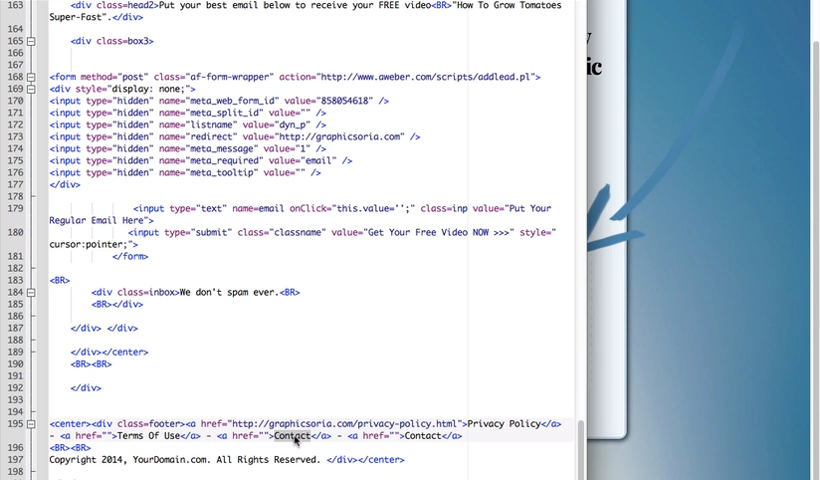 163 <div class=head2>Put your best email below to receive your FREE video<BR>"How To Grow Tomatoes
Super-Fast".</div>
164
165 <div class=box3>
166
167
168 <form method="post" class="af-form-wrapper" action="http://www.aweber.com/scripts/addlead.pl">
169 <div style="display: none;">
170 <input type="hidden" name="meta_web_form_id" value="858054618" />
171 <input type="hidden" name="meta_split_id" value="" />
172 <input type="hidden" name="listname" value="dyn_p" />
173 <input type="hidden" name="redirect" value="http://graphicsoria.com" />
174 <input type="hidden" name="meta_message" value="1" />
175 <input type="hidden" name="meta_required" value="email" />
176 <input type="hidden" name="meta_tooltip" value="" />
177 </div>
178
179 <input type="text" name=email onClick="this.value='';" class=inp value="Put Your
Regular Email Here">
180 <input type="submit" class="classname" value="Get Your Free Video NOW >>>" style="
cursor:pointer;">
181 </form>
182
183 <BR>
184 <div class=inbox>We don't spam ever.<BR>
185 <BR></div>
186
187 </div> </div>
188
189 </div></center>
190 <BR><BR>
191
192 </div>
193
194
195 <center><div class=footer><a href="http://graphicsoria.com/privacy-policy.html">Privacy Policy</a>
- <a href="">Terms Of Use</a> - <a href="">Contact</a> - <a href="">Contact</a>
196 <BR><BR>
197 Copyright 2014, YourDomain.com. All Rights Reserved. </div></center>
198
y
ic